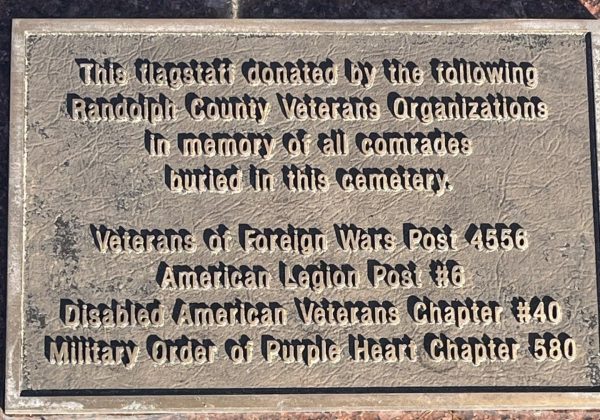 This flagstaff donated by the following
Randolph County Veterans Organizations
in memory of all comrades
buried in this cemetery.
Veterans of Foreign Wars Post 4556
American Legion Post #6
Disabled American Veterans Chapter #40
Military Order of Purple Heart Chapter 580